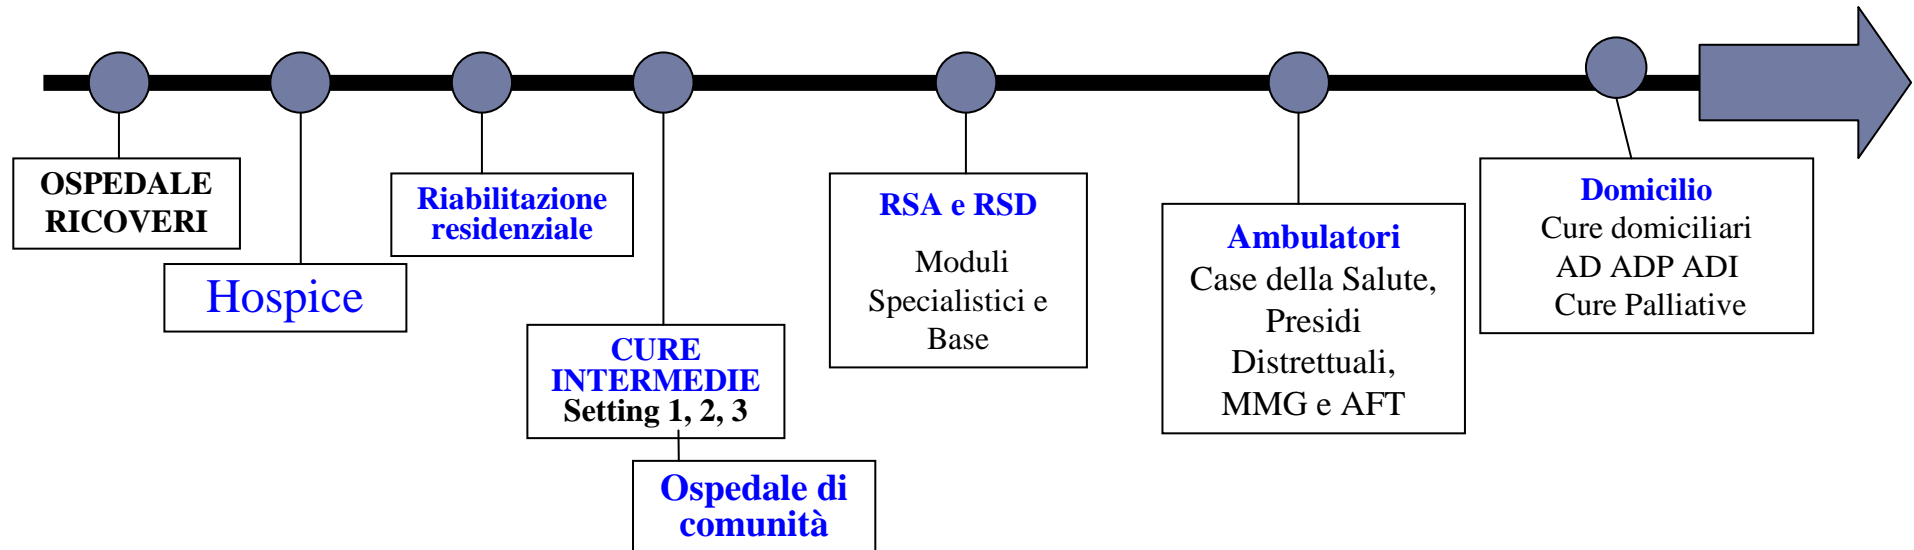 OSPEDALE
RICOVERI
Hospice
Riabilitazione
residenziale
CURE
INTERMEDIE
Setting 1, 2, 3
Ospedale di
comunità
RSA e RSD
Moduli
Specialistici e
Base
Ambulatori
Case della Salute,
Presidi
Distrettuali,
MMG e AFT
Domicilio
Cure domiciliari
AD ADP ADI
Cure Palliative